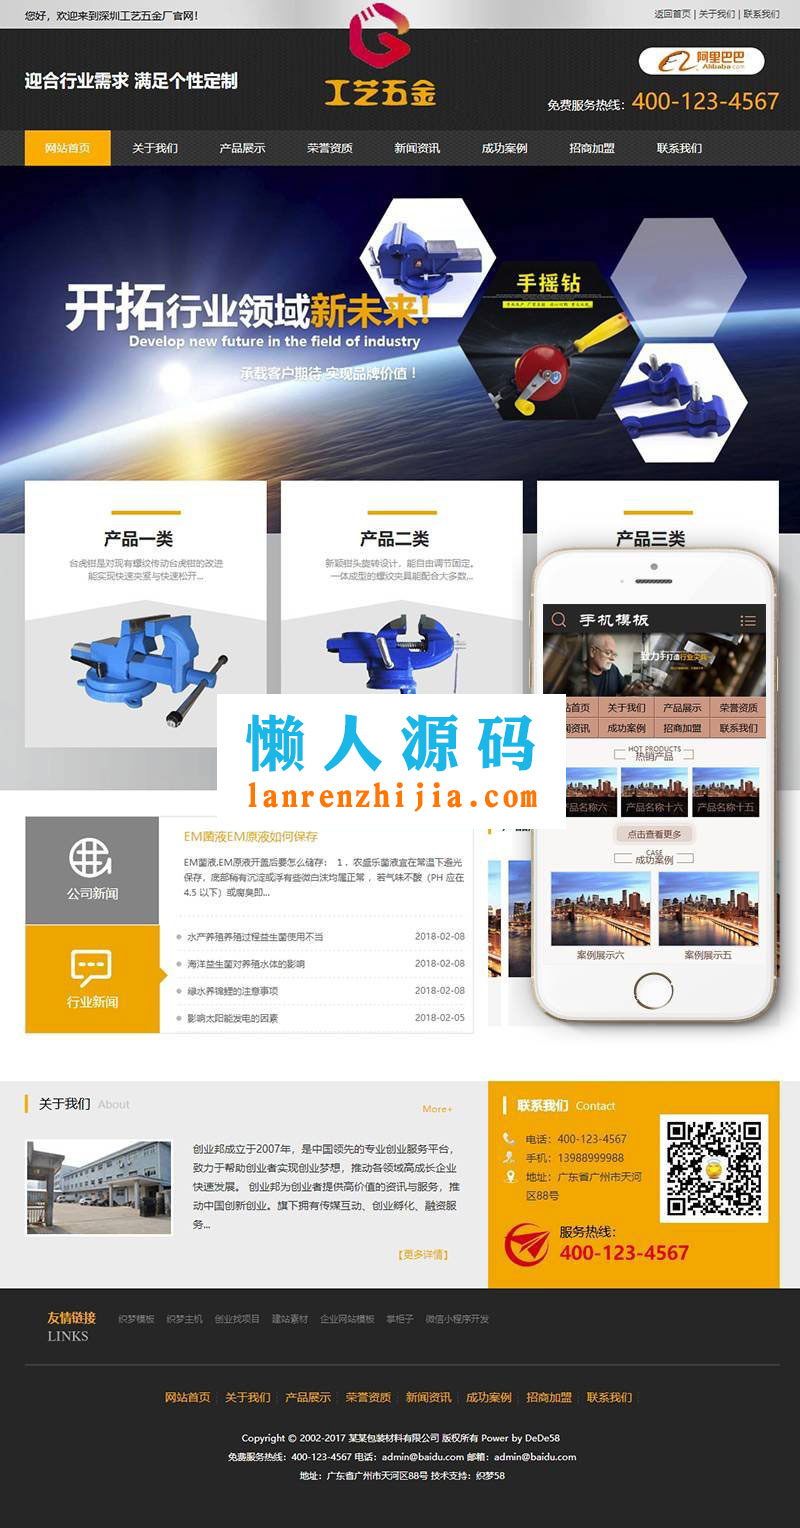 您好，欢迎来到深圳工艺五金厂官网！
返回首页 | 关于我们 | 联系我们
迎合行业需求 满足个性定制
工艺五金
阿里巴巴
Alibaba.com
免费服务热线：400-123-4567
网站首页 关于我们 产品展示 荣誉资质 新闻资讯 成功案例 招商加盟 联系我们
手摇钻
开拓行业领域新未来!
Develop new future in the field of industry
承载客户期待 实现品牌价值！
产品一类
台虎钳是对现有螺纹传动台虎钳的改进
能实现快速夹紧与快速松开...
产品二类
新颖钳头旋转设计，能自由调节固定。
一体成型的螺纹夹具能配合大多数...
产品三类
手机模板
致力于打造行业尖兵
站首页 关于我们 产品展示 荣誉资质
闻资讯 成功案例 招商加盟 联系我们
HOT PRODUCTS
热销产品
产品名称六 产品名称十六 产品名称十五
点击查看更多
CASE
成功案例
案例展示六 案例展示五
懒人源码
lanrenzhijia.com
公司新闻
行业新闻
EM菌液EM原液如何保存
EM菌液,EM原液开盖后要怎么储存： 1 、农盛乐菌液宜在常温下避光
保存，底部稍有沉淀或浮有些微白沫均属正常 ，若气味不酸（PH 应在
4.5 以下）或腐臭即...
水产养殖养殖过程益生菌使用不当 2018-02-08
海洋益生菌对养殖水体的影响 2018-02-08
绿水养锦鲤的注意事项 2018-02-08
影响太阳能发电的因素 2018-02-05
关于我们 About
More+
创业邦成立于2007年，是中国领先的专业创业服务平台，
致力于帮助创业者实现创业梦想，推动各领域高成长企业
快速发展。 创业邦为创业者提供高价值的资讯与服务，推
动中国创新创业。旗下拥有传媒互动、创业孵化、融资服
务...
【更多详情】
联系我们 Contact
电话：400-123-4567
手机：13988999988
地址：广东省广州市天河
区88号
服务热线：
400-123-4567
友情链接
LINKS
织梦模板 织梦主机 创业找项目 建站素材 企业网站模板 掌柜子 微信小程序开发
网站首页 关于我们 产品展示 荣誉资质 新闻资讯 成功案例 招商加盟 联系我们
Copyright © 2002-2017 某某包装材料有限公司 版权所有 Power by DeDe58
免费服务热线：400-123-4567 电话：admin@baidu.com 邮箱：admin@baidu.com
地址：广东省广州市天河区88号 技术支持：织梦58